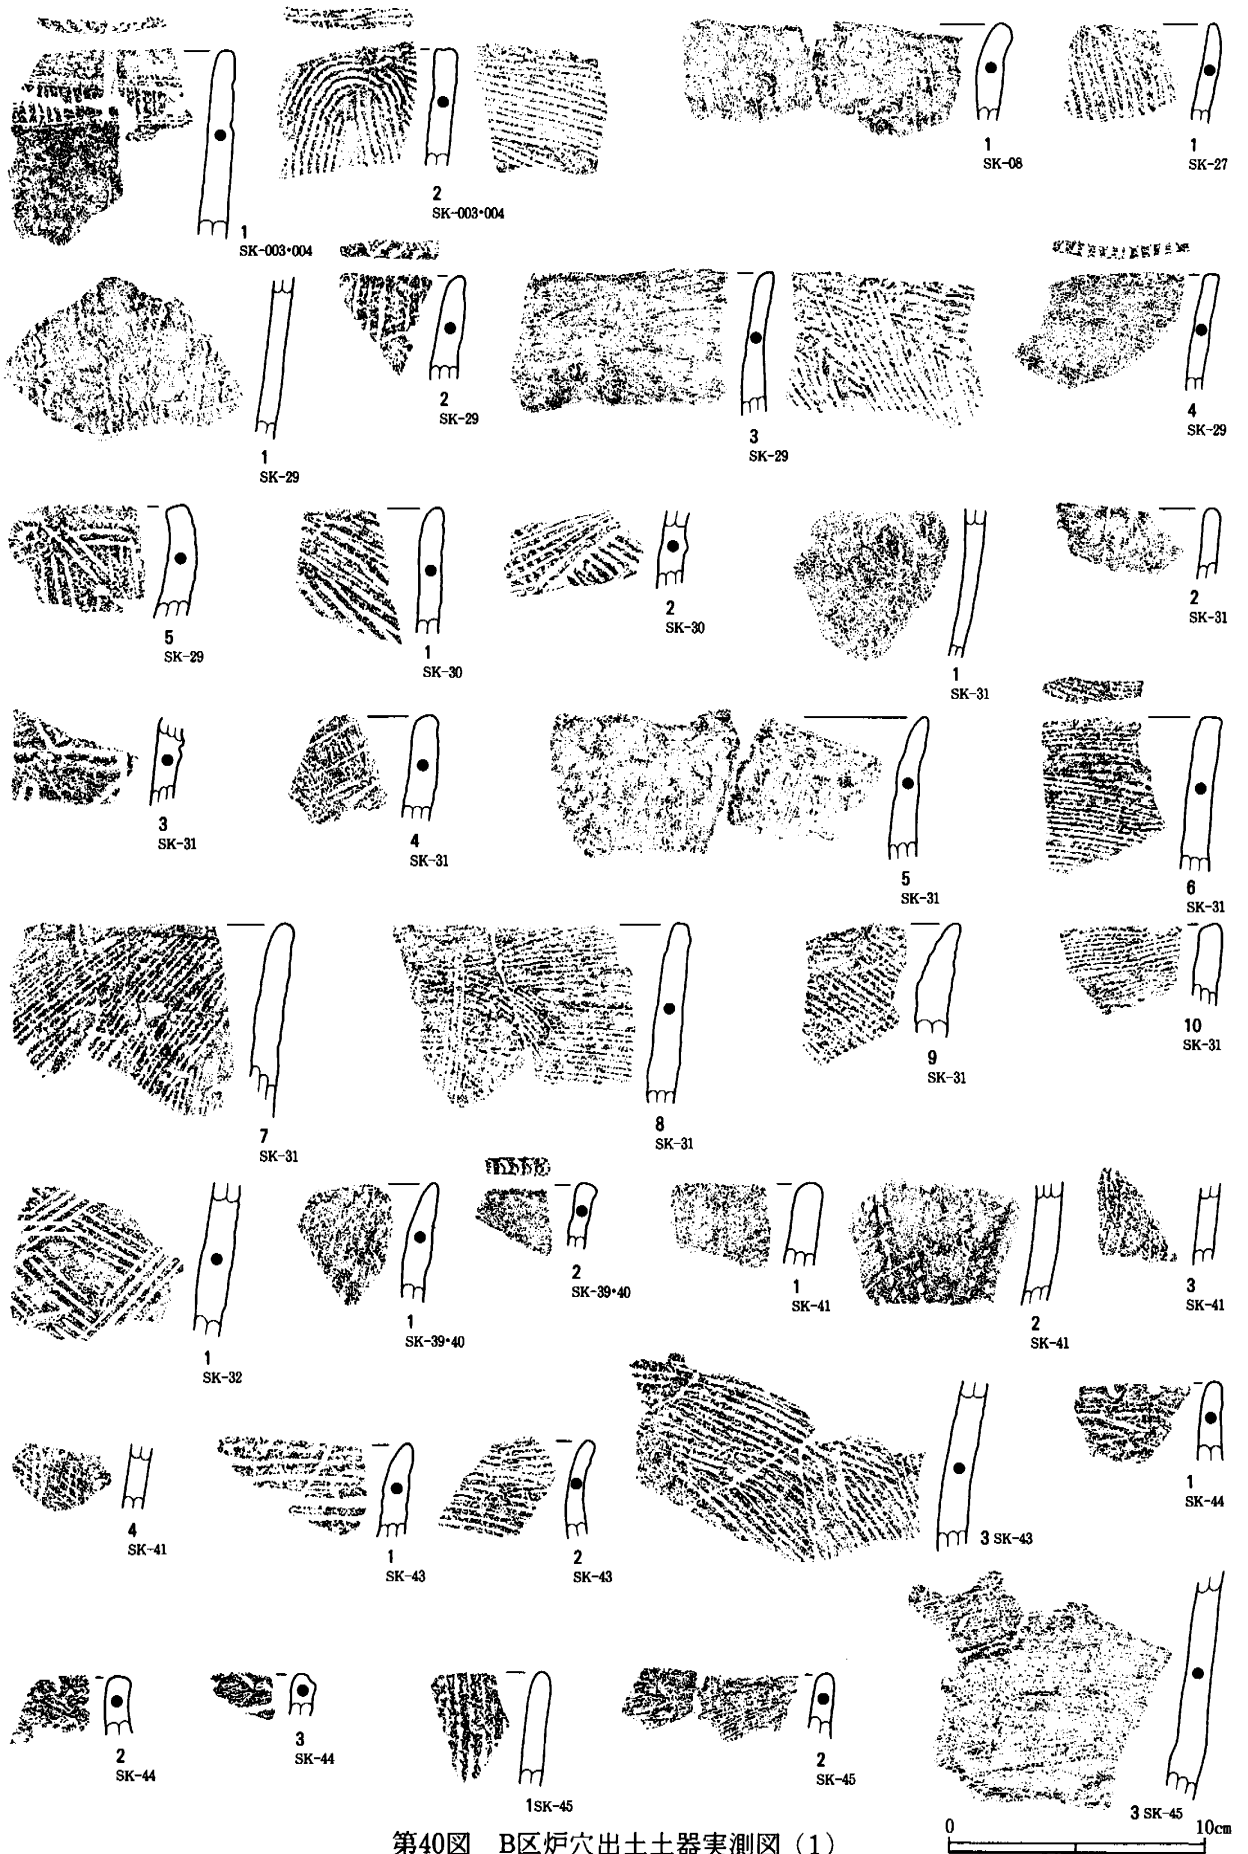 1
SK-003•004
2
SK-003•004
1
SK-08
1
SK-27
1
SK-29
2
SK-29
3
SK-29
4
SK-29
5
SK-29
1
SK-30
2
SK-30
1
SK-31
2
SK-31
3
SK-31
4
SK-31
5
SK-31
6
SK-31
7
SK-31
8
SK-31
9
SK-31
10
SK-31
1
SK-32
1
SK-39•40
2
SK-39•40
1
SK-41
2
SK-41
3
SK-41
4
SK-41
1
SK-43
2
SK-43
3 SK-43
1
SK-44
2
SK-44
3
SK-44
1 SK-45
2
SK-45
3 SK-45
第40図 B区炉穴出土土器実測図（1）
0 10cm